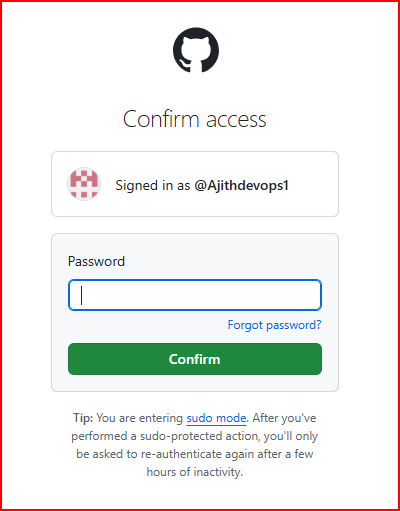 Confirm access
Signed in as @Ajithdevops1
Password
Forgot password?
Confirm
Tip: You are entering sudo mode. After you've
performed a sudo-protected action, you'll only
be asked to re-authenticate again after a few
hours of inactivity.